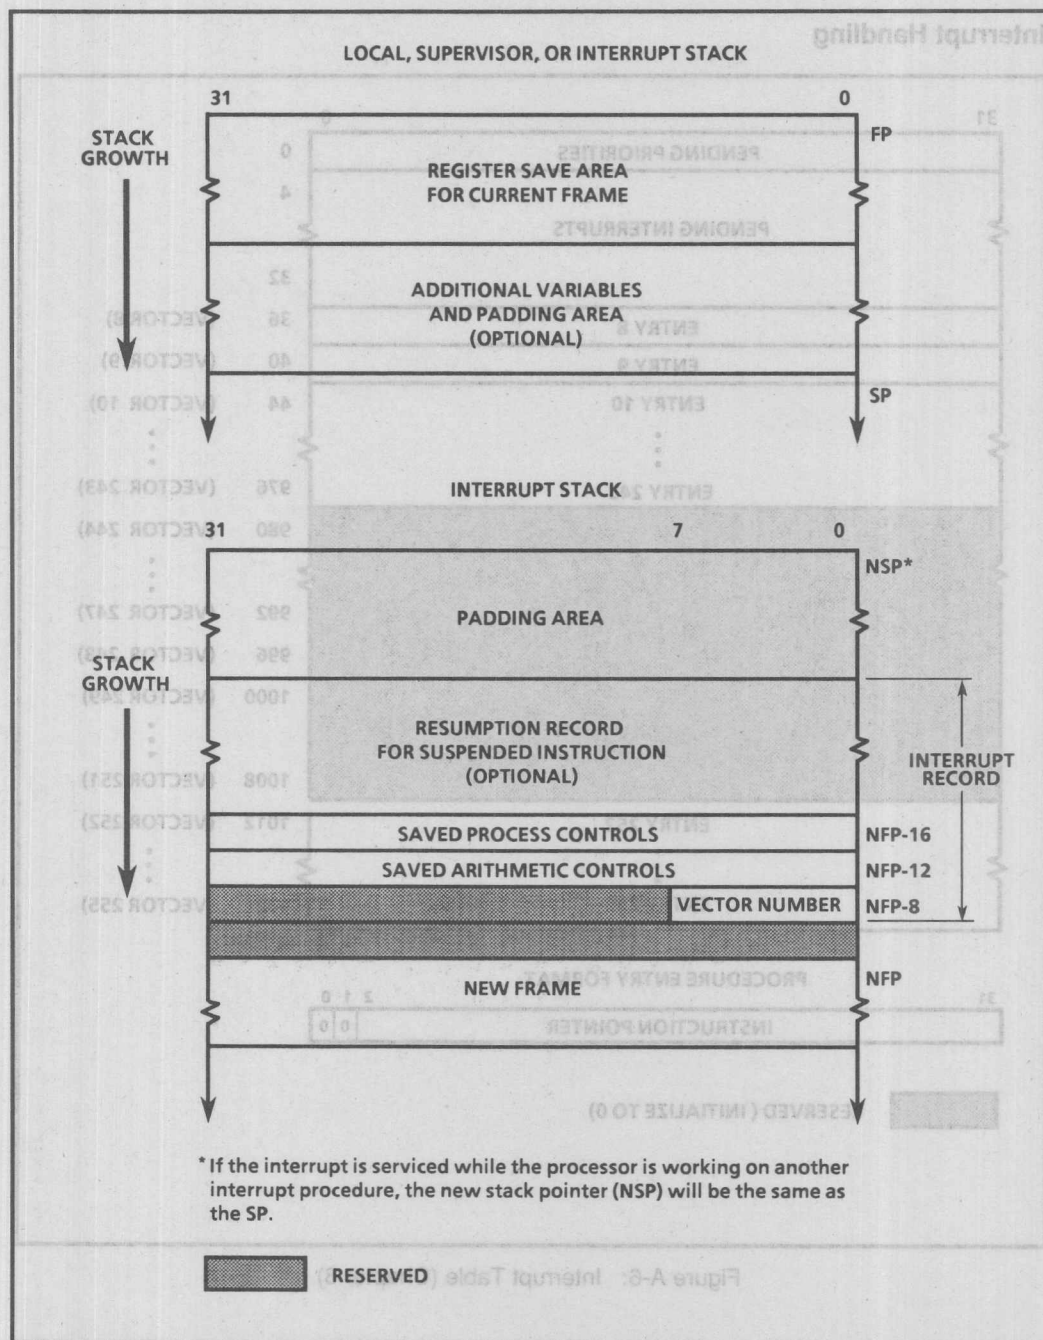 LOCAL, SUPERVISOR, OR INTERRUPT STACK
31 0
STACK
GROWTH
FP
REGISTER SAVE AREA
FOR CURRENT FRAME
ADDITIONAL VARIABLES
AND PADDING AREA
(OPTIONAL)
SP
INTERRUPT STACK
31 7 0
NSP*
PADDING AREA
STACK
GROWTH
RESUMPTION RECORD
FOR SUSPENDED INSTRUCTION
(OPTIONAL)
INTERRUPT
RECORD
SAVED PROCESS CONTROLS NFP-16
SAVED ARITHMETIC CONTROLS NFP-12
VECTOR NUMBER NFP-8
NEW FRAME NFP
* If the interrupt is serviced while the processor is working on another
interrupt procedure, the new stack pointer (NSP) will be the same as
the SP.
RESERVED